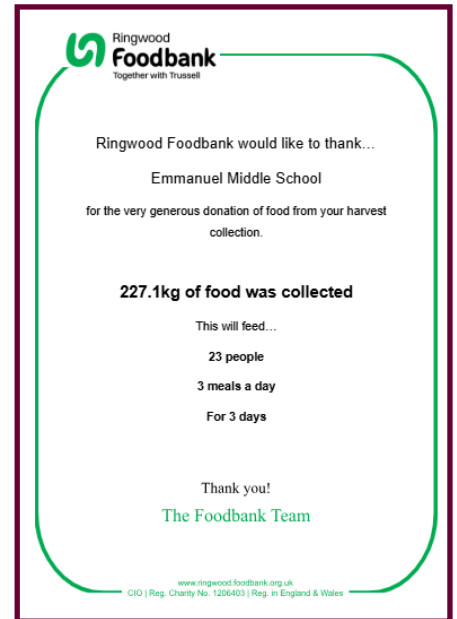 Ringwood
Foodbank
Together with Trussell
Ringwood Foodbank would like to thank...
Emmanuel Middle School
for the very generous donation of food from your harvest
collection.
227.1kg of food was collected
This will feed...
23 people
3 meals a day
For 3 days
Thank you!
The Foodbank Team
www.ringwood.foodbank.org.uk
CIO | Reg. Charity No. 1206403 | Reg. in England & Wales